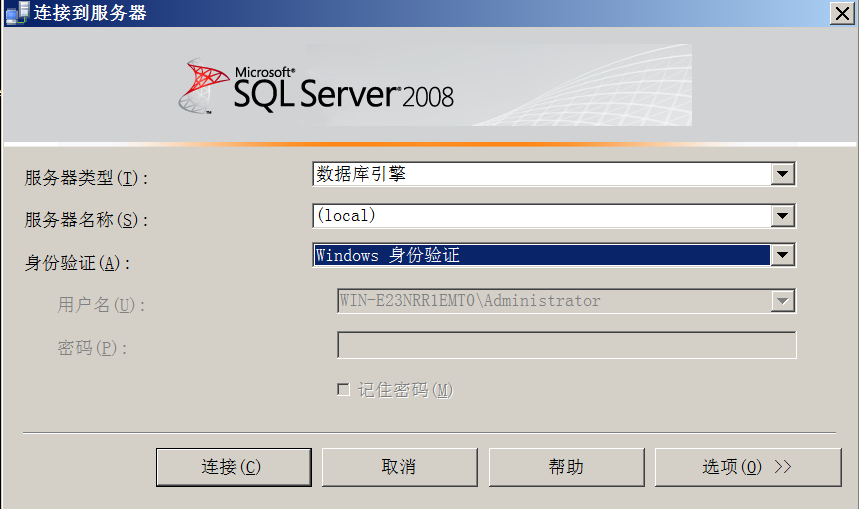 连接到服务器
Microsoft®
SQL Server® 2008
服务器类型(T): 数据库引擎
服务器名称(S): (local)
身份验证(A): Windows 身份验证
用户名(U): WIN-E23NRR1EMT0\Administrator
密码(P):
记住密码(M)
连接(C) 取消 帮助 选项(O) >>